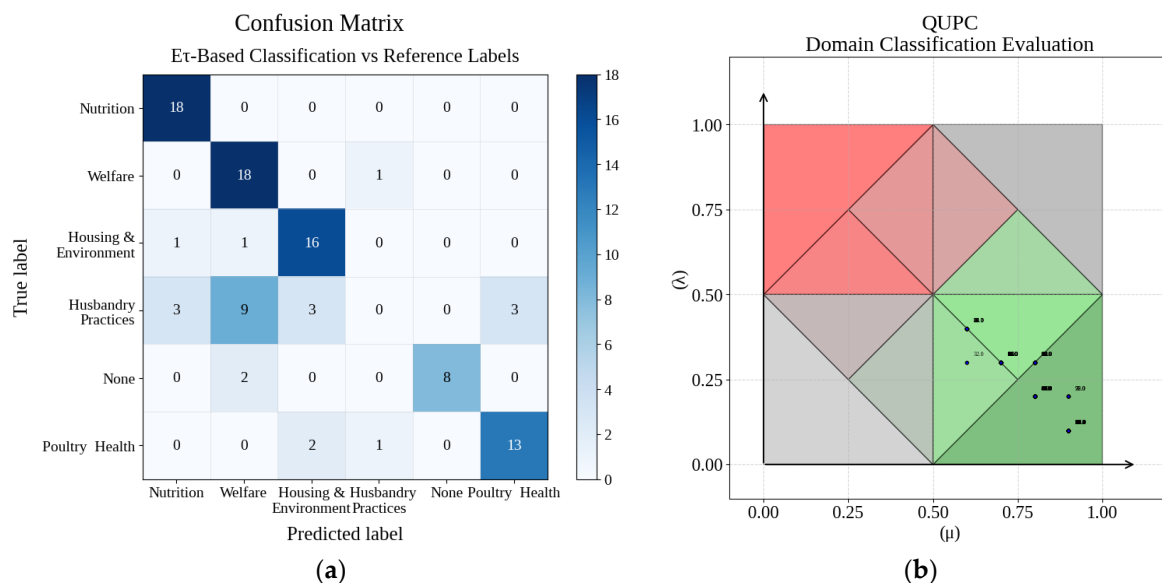 Confusion Matrix
Eτ-Based Classification vs Reference Labels
Nutrition
Welfare
Housing &
Environment
Husbandry
Practices
None
Poultry Health
True label
18 0 0 0 0 0
0 18 0 1 0 0
1 1 16 0 0 0
3 9 3 0 0 3
0 2 0 0 8 0
0 0 2 1 0 13
Nutrition Welfare Housing & Husbandry None Poultry Health
Environment Practices
Predicted label
18
16
14
12
10
8
6
4
2
0
(a)
QUPC
Domain Classification Evaluation
1.00
0.75
0.50
0.25
0.00
(λ)
32.0
0.00 0.25 0.50 0.75 1.00
(μ)
(b)